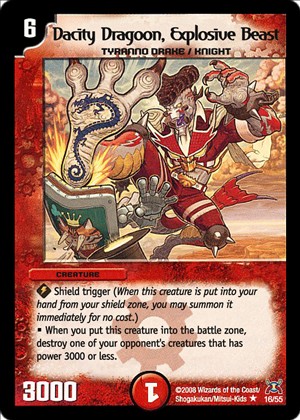 6 Dacity Dragoon, Explosive Beast
TYRANNO DRAKE / KNIGHT
CREATURE
Shield trigger (When this creature is put into your
hand from your shield zone, you may summon it
immediately for no cost.)
▪ When you put this creature into the battle zone,
destroy one of your opponent's creatures that has
power 3000 or less.
3000
1
©2008 Wizards of the Coast/
Shogakukan/Mitsui-Kids ★ 16/55